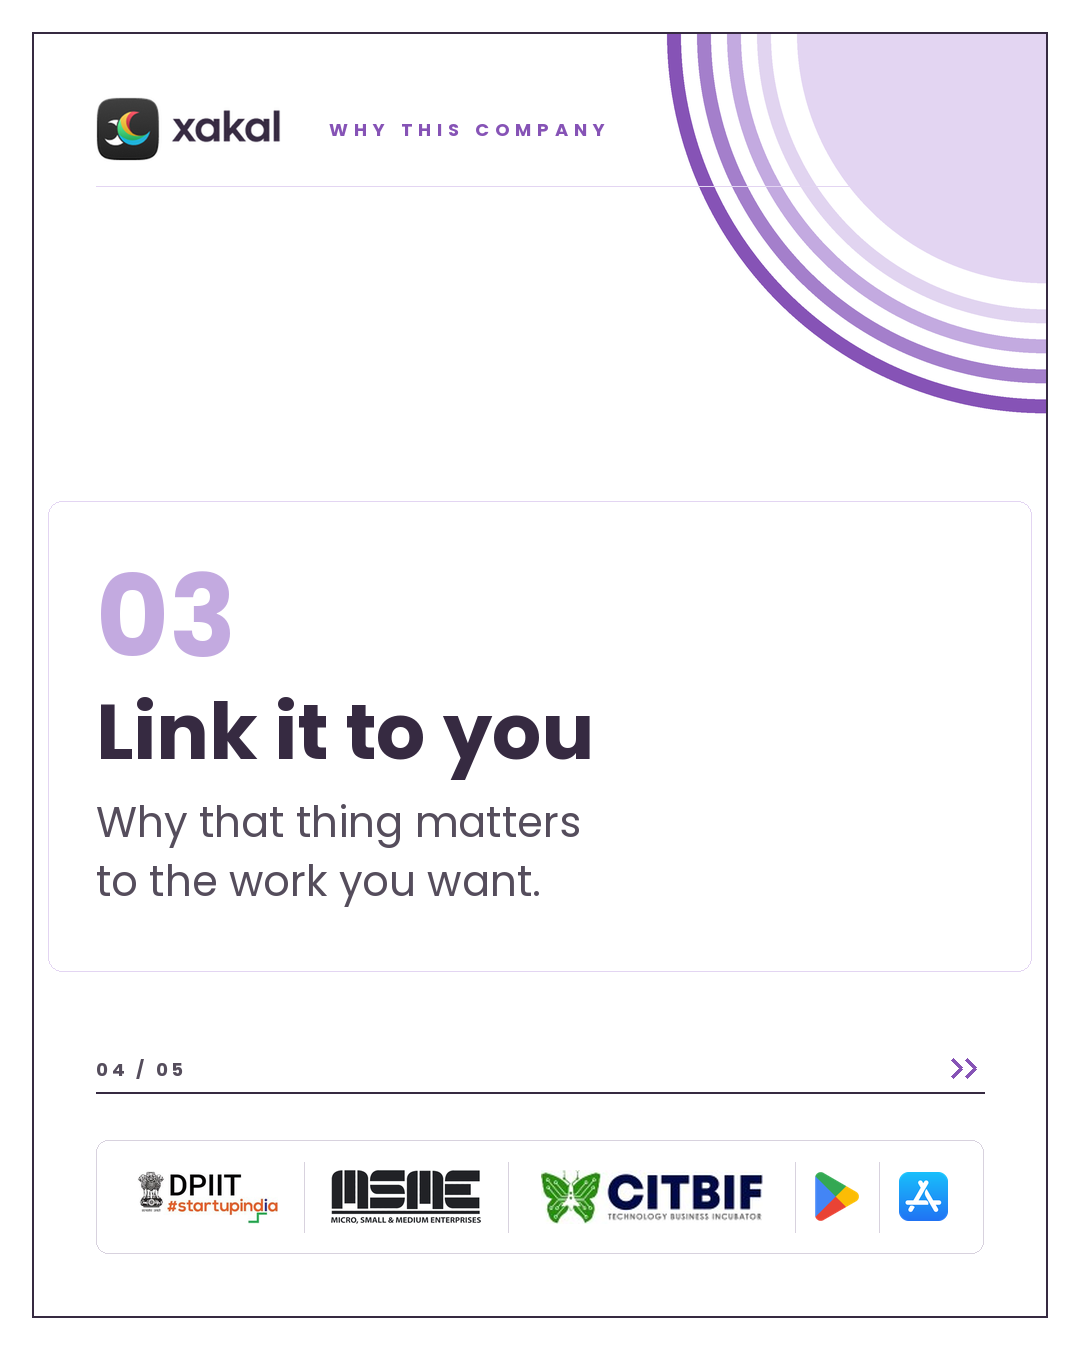 xakal
WHY THIS COMPANY
03
Link it to you
Why that thing matters
to the work you want.
04 / 05
DPIIT
#startupindia
MSME
MICRO, SMALL & MEDIUM ENTERPRISES
CITBIF
TECHNOLOGY BUSINESS INCUBATOR